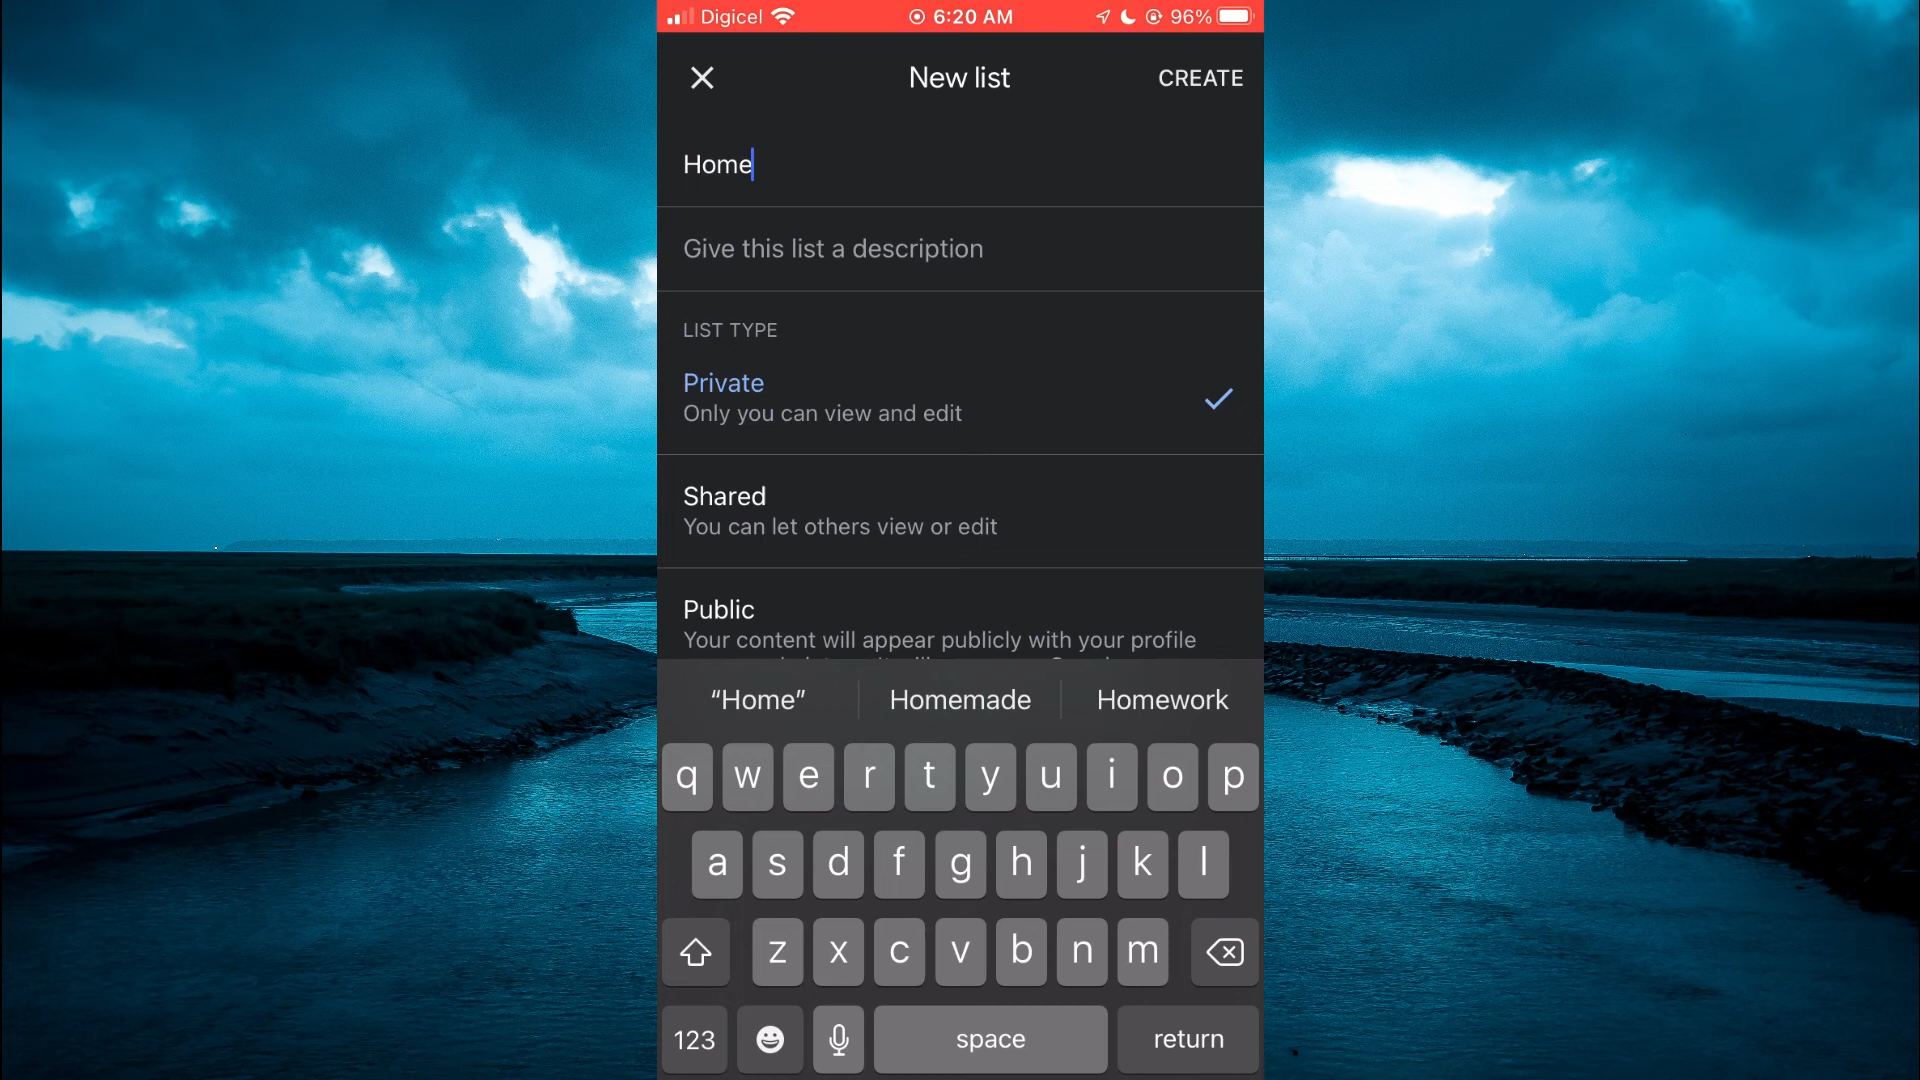 Digicel 6:20 AM 96%
New list CREATE
Home
Give this list a description
LIST TYPE
Private
Only you can view and edit
Shared
You can let others view or edit
Public
Your content will appear publicly with your profile
“Home” Homemade Homework
q w e r t y u i o p
a s d f g h j k l
z x c v b n m
123 space return